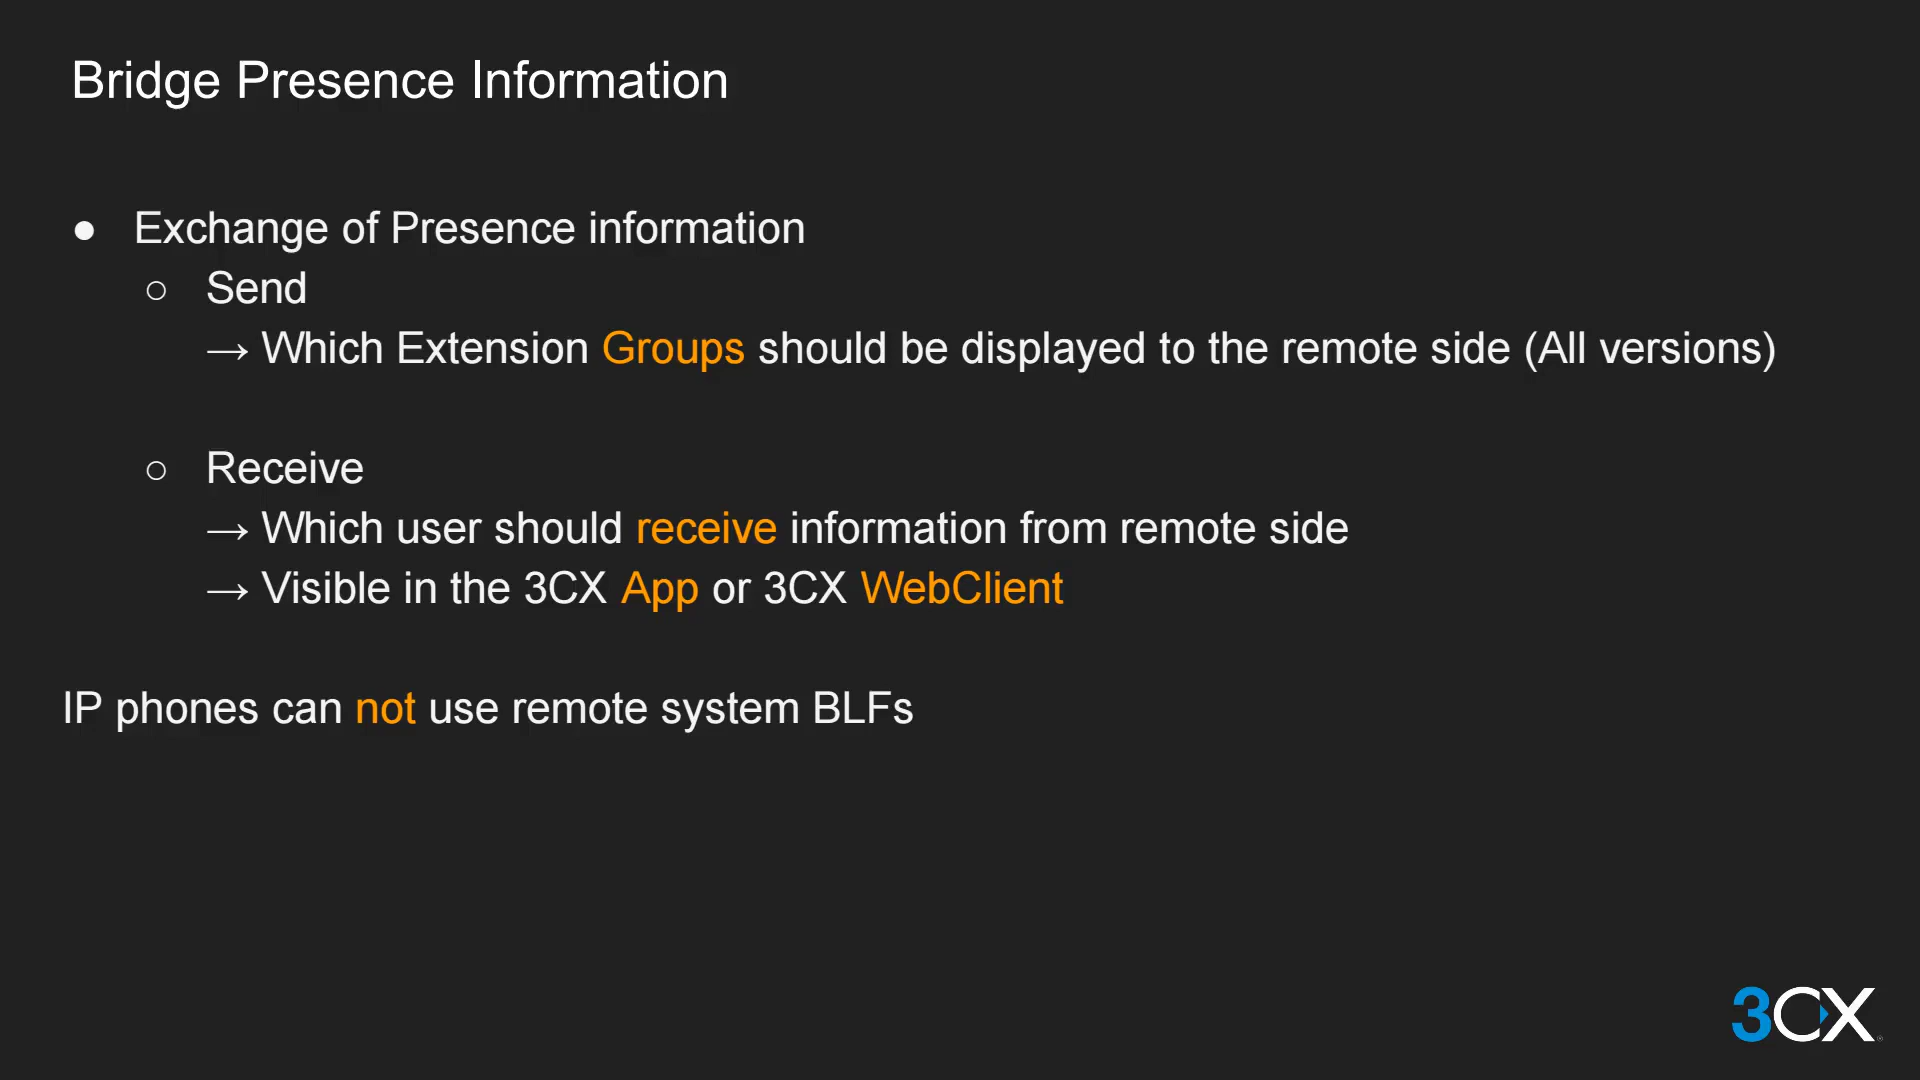 Bridge Presence Information
● Exchange of Presence information
○ Send
→ Which Extension Groups should be displayed to the remote side (All versions)
○ Receive
→ Which user should receive information from remote side
→ Visible in the 3CX App or 3CX WebClient
IP phones can not use remote system BLFs
3CX